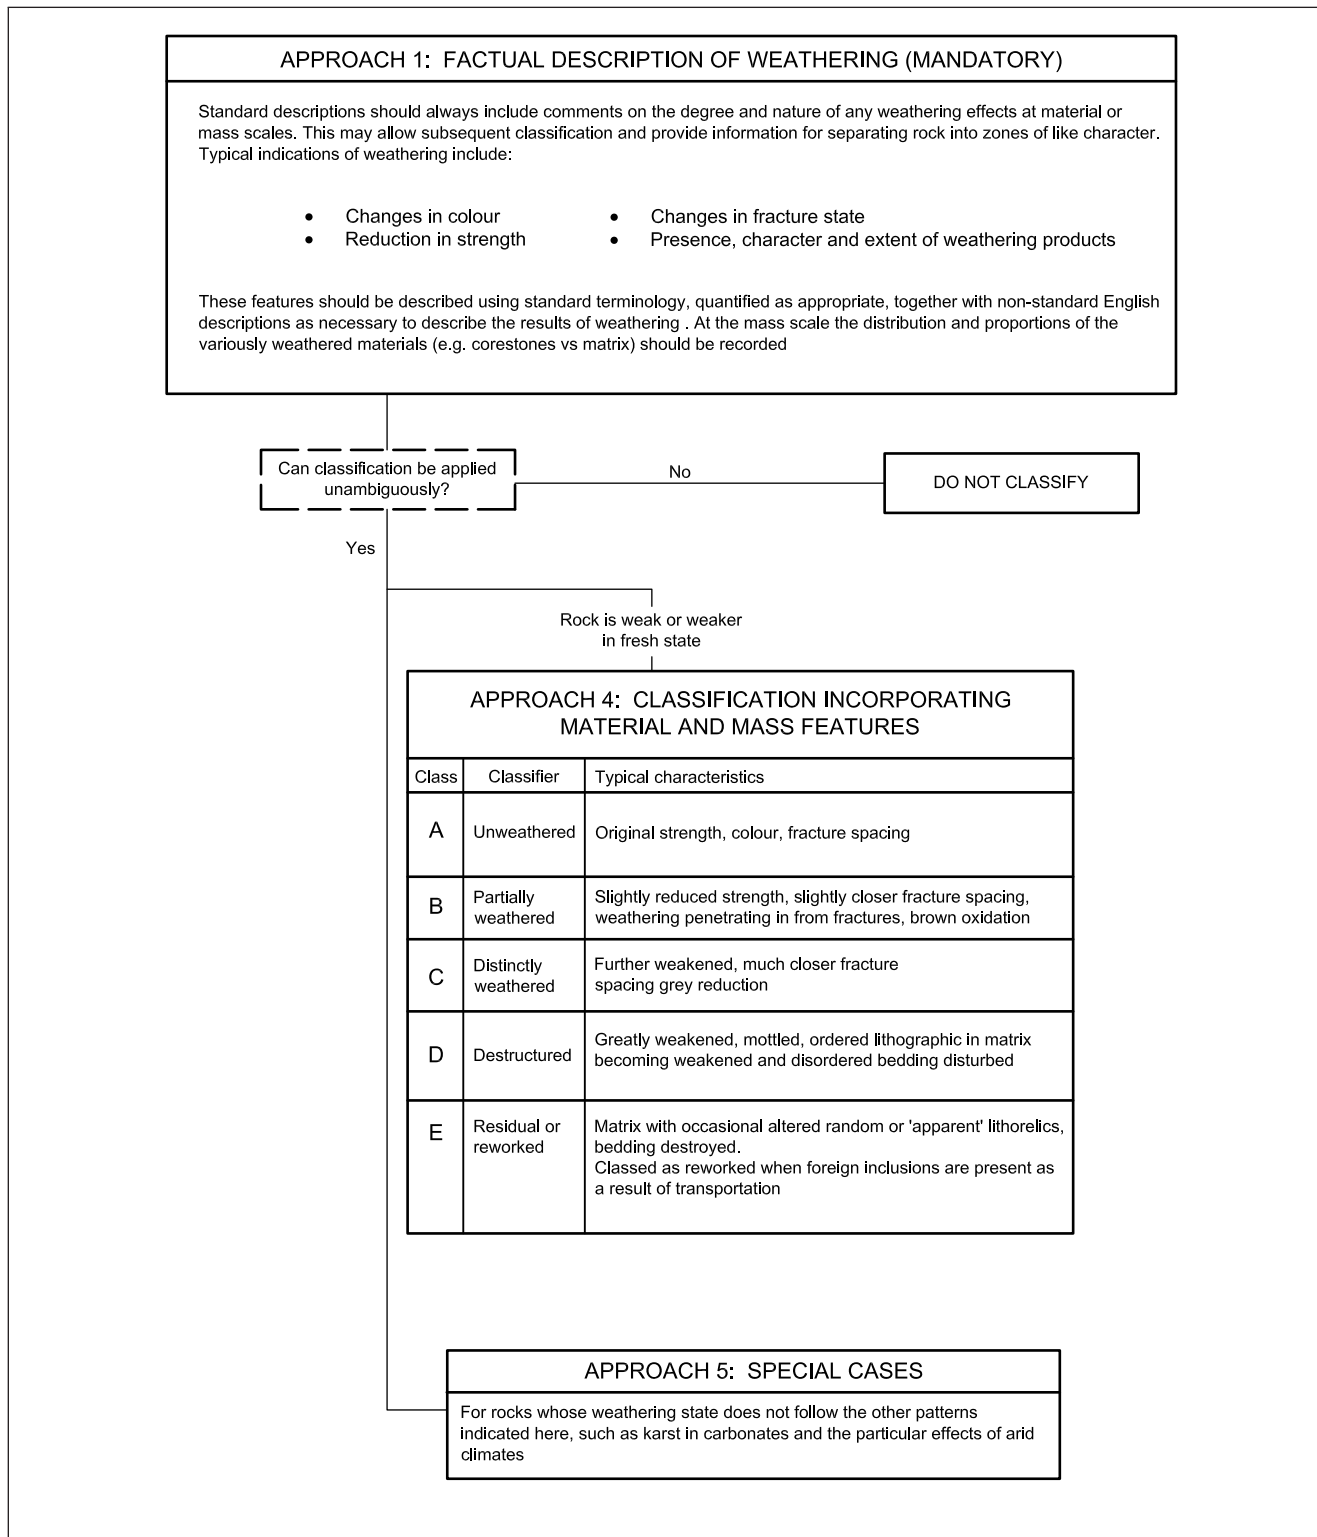 APPROACH 1: FACTUAL DESCRIPTION OF WEATHERING (MANDATORY)
Standard descriptions should always include comments on the degree and nature of any weathering effects at material or
mass scales. This may allow subsequent classification and provide information for separating rock into zones of like character.
Typical indications of weathering include:
• Changes in colour
• Reduction in strength
• Changes in fracture state
• Presence, character and extent of weathering products
These features should be described using standard terminology, quantified as appropriate, together with non-standard English
descriptions as necessary to describe the results of weathering . At the mass scale the distribution and proportions of the
variously weathered materials (e.g. corestones vs matrix) should be recorded
Can classification be applied
unambiguously?
No
DO NOT CLASSIFY
Yes
Rock is weak or weaker
in fresh state
APPROACH 4: CLASSIFICATION INCORPORATING
MATERIAL AND MASS FEATURES
Class Classifier Typical characteristics
A Unweathered Original strength, colour, fracture spacing
B
Partially
weathered
Slightly reduced strength, slightly closer fracture spacing,
weathering penetrating in from fractures, brown oxidation
C
Distinctly
weathered
Further weakened, much closer fracture
spacing grey reduction
D
Destructured
Greatly weakened, mottled, ordered lithographic in matrix
becoming weakened and disordered bedding disturbed
E
Residual or
reworked
Matrix with occasional altered random or 'apparent' lithorelics,
bedding destroyed.
Classed as reworked when foreign inclusions are present as
a result of transportation
APPROACH 5: SPECIAL CASES
For rocks whose weathering state does not follow the other patterns
indicated here, such as karst in carbonates and the particular effects of arid
climates